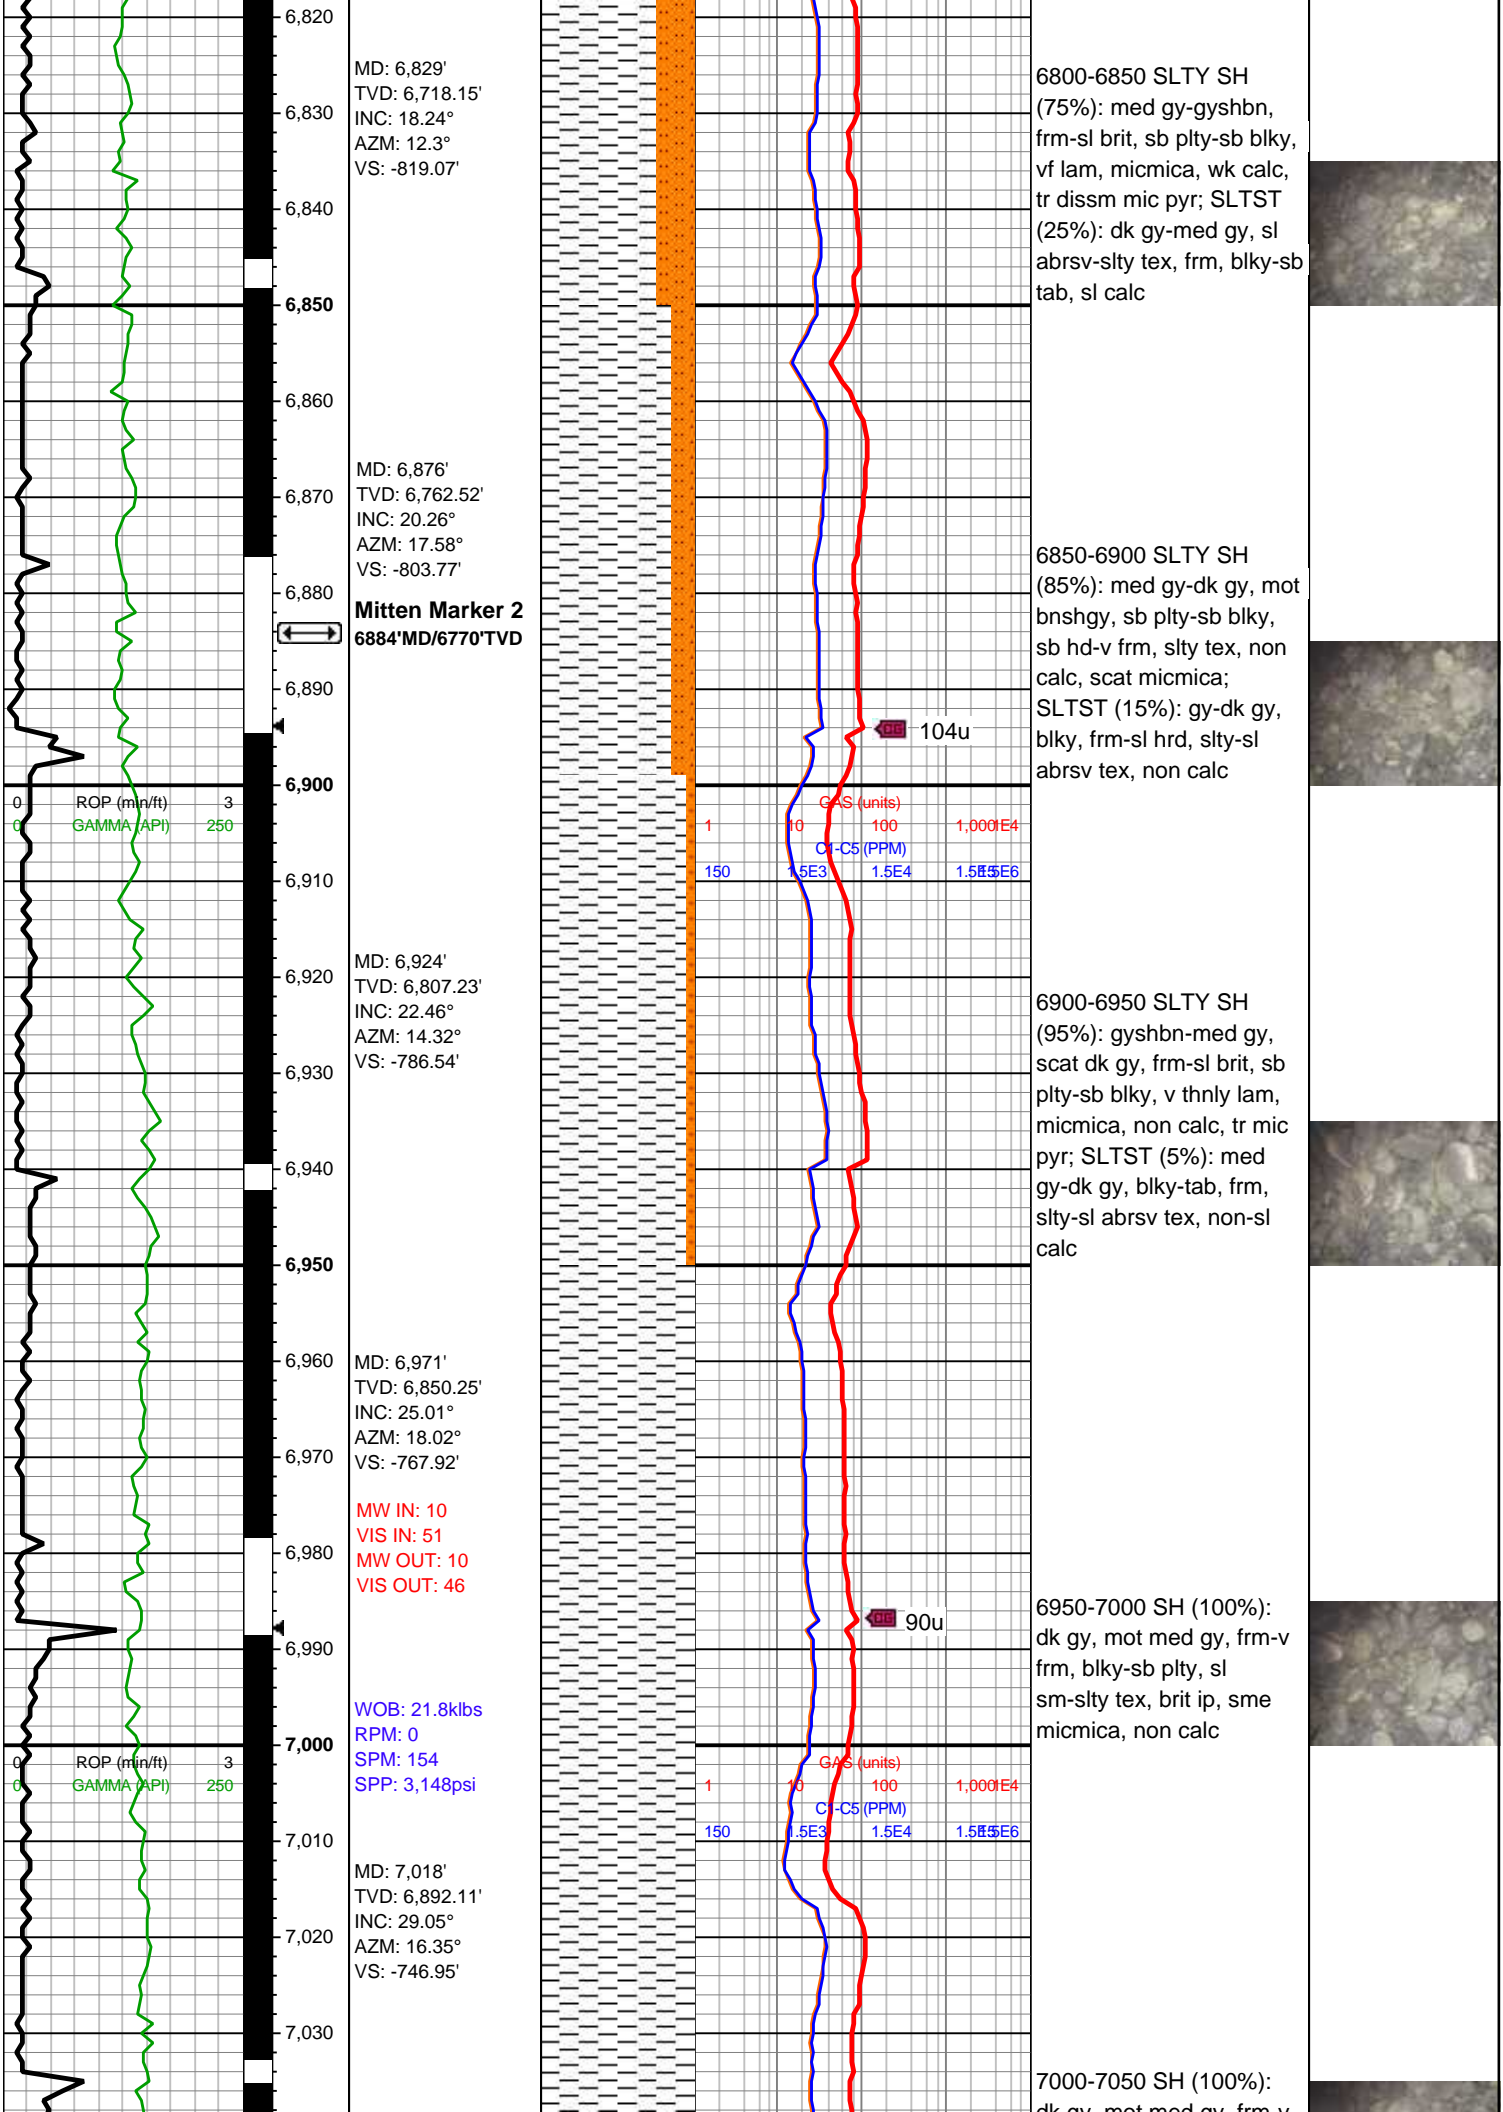 6,820
MD: 6,829'
TVD: 6,718.15'
INC: 18.24°
AZM: 12.3°
VS: -819.07'
6800-6850 SLTY SH
(75%): med gy-gyshbn,
frm-sl brit, sb plty-sb blky,
vf lam, micmica, wk calc,
tr dissm mic pyr; SLTST
(25%): dk gy-med gy, sl
abrsv-slty tex, frm, blky-sb
tab, sl calc
6,830
6,840
6,850
6,860
6,870
MD: 6,876'
TVD: 6,762.52'
INC: 20.26°
AZM: 17.58°
VS: -803.77'
6,880
Mitten Marker 2
6884'MD/6770'TVD
6850-6900 SLTY SH
(85%): med gy-dk gy, mot
bnshgy, sb plty-sb blky,
sb hd-v frm, slty tex, non
calc, scat micmica;
SLTST (15%): gy-dk gy,
blky, frm-sl hrd, slty-sl
abrsv tex, non calc
6,890
CG 104u
6,900
0 ROP (min/ft) 3
0 GAMMA (API) 250
GAS (units)
1 10 100 1,000 1E4
C1-C5 (PPM)
150 1.5E3 1.5E4 1.5E5 1.5E6
6,910
6,920
MD: 6,924'
TVD: 6,807.23'
INC: 22.46°
AZM: 14.32°
VS: -786.54'
6900-6950 SLTY SH
(95%): gyshbn-med gy,
scat dk gy, frm-sl brit, sb
plty-sb blky, v thnly lam,
micmica, non calc, tr mic
pyr; SLTST (5%): med
gy-dk gy, blky-tab, frm,
slty-sl abrsv tex, non-sl
calc
6,930
6,940
6,950
6,960
MD: 6,971'
TVD: 6,850.25'
INC: 25.01°
AZM: 18.02°
VS: -767.92'
6,970
MW IN: 10
VIS IN: 51
MW OUT: 10
VIS OUT: 46
6,980
CG 90u
6,990
6950-7000 SH (100%):
dk gy, mot med gy, frm-v
frm, blky-sb plty, sl
sm-slty tex, brit ip, sme
micmica, non calc
WOB: 21.8klbs
RPM: 0
SPM: 154
SPP: 3,148psi
7,000
0 ROP (min/ft) 3
0 GAMMA (API) 250
GAS (units)
1 10 100 1,000 1E4
C1-C5 (PPM)
150 1.5E3 1.5E4 1.5E5 1.5E6
7,010
MD: 7,018'
TVD: 6,892.11'
INC: 29.05°
AZM: 16.35°
VS: -746.95'
7,020
7,030
7000-7050 SH (100%):
dk gy, mot med gy, frm-v